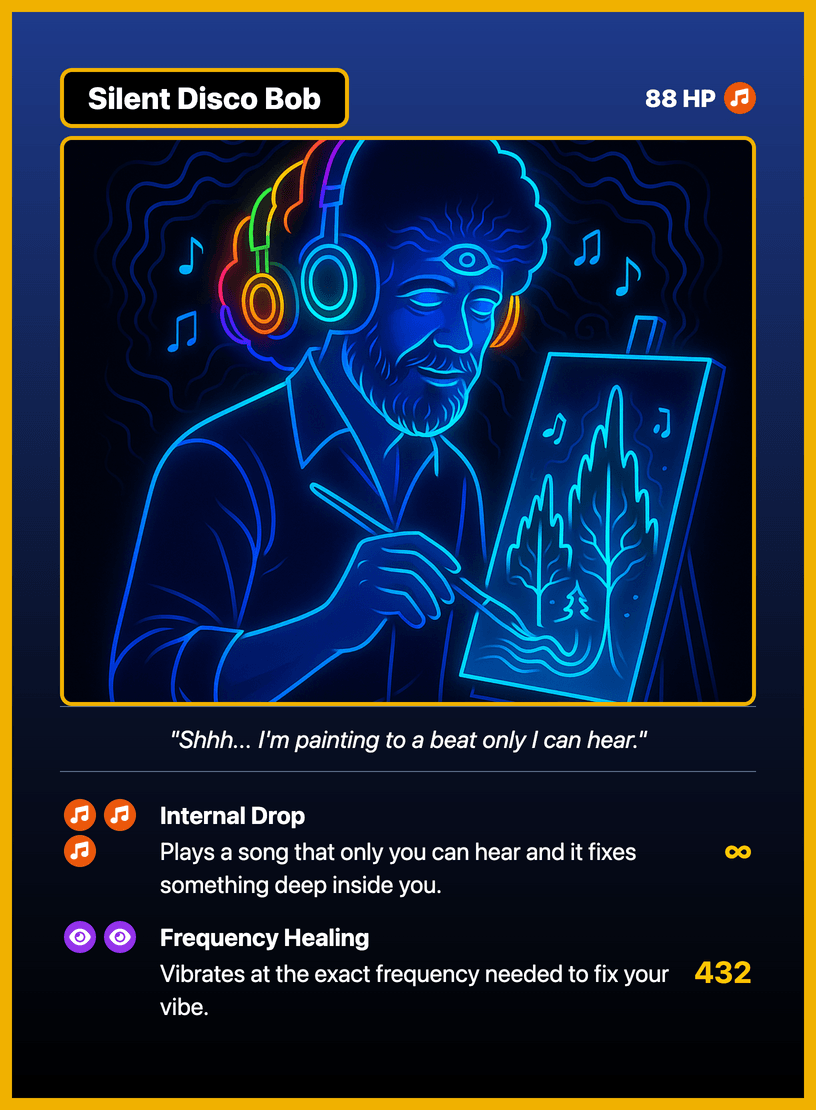 Silent Disco Bob
88 HP
"Shhh... I'm painting to a beat only I can hear."
Internal Drop
Plays a song that only you can hear and it fixes
something deep inside you.
∞
Frequency Healing
Vibrates at the exact frequency needed to fix your
vibe.
432